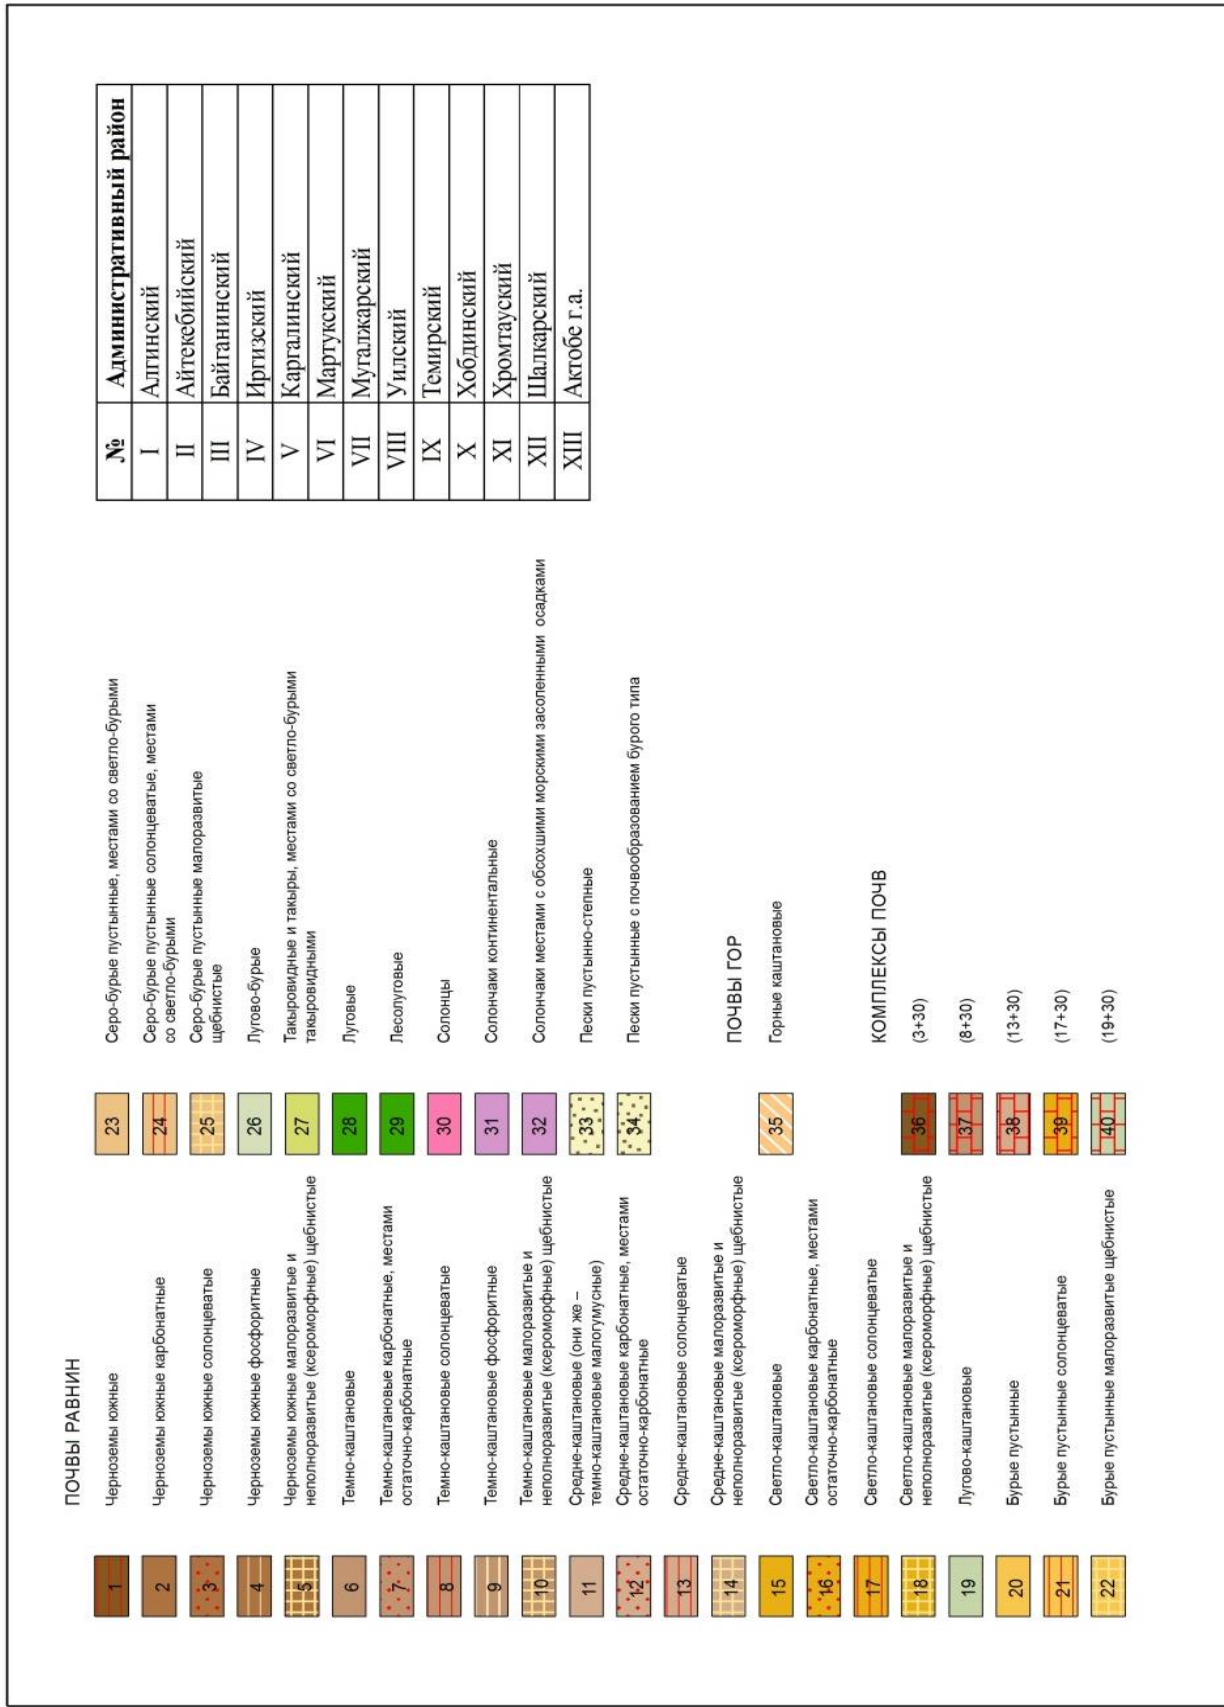 ПОЧВЫ РАВНИН
1 Черноземы южные
2 Черноземы южные карбонатные
3 Черноземы южные солонцеватые
4 Черноземы южные фосфоритные
5 Черноземы южные малоразвитые и
неполноразвитые (ксероморфные) щебнистые
6 Темно-каштановые
7 Темно-каштановые карбонатные, местами
остаточно-карбонатные
8 Темно-каштановые солонцеватые
9 Темно-каштановые фосфоритные
10 Темно-каштановые малоразвитые и
неполноразвитые (ксероморфные) щебнистые
11 Средне-каштановые (они же –
темно-каштановые малогумусные)
12 Средне-каштановые карбонатные, местами
остаточно-карбонатные
13 Средне-каштановые солонцеватые
14 Средне-каштановые малоразвитые и
неполноразвитые (ксероморфные) щебнистые
15 Светло-каштановые
16 Светло-каштановые карбонатные, местами
остаточно-карбонатные
17 Светло-каштановые солонцеватые
18 Светло-каштановые малоразвитые и
неполноразвитые (ксероморфные) щебнистые
19 Лугово-каштановые
20 Бурые пустынные
21 Бурые пустынные солонцеватые
22 Бурые пустынные малоразвитые щебнистые
23 Серо-бурые пустынные, местами со светло-бурыми
24 Серо-бурые пустынные солонцеватые, местами
со светло-бурыми
25 Серо-бурые пустынные малоразвитые
щебнистые
26 Лугово-бурые
27 Такыровидные и такыры, местами со светло-бурыми
такыровидными
28 Луговые
29 Лесолуговые
30 Солонцы
31 Солончаки континентальные
32 Солончаки местами с обсохшими морскими засоленными осадками
33 Пески пустынно-степные
34 Пески пустынные с почвообразованием бурого типа
ПОЧВЫ ГОР
35 Горные каштановые
КОМПЛЕКСЫ ПОЧВ
36 (3+30)
37 (8+30)
38 (13+30)
39 (17+30)
40 (19+30)
№ Административный район
I Алгинский
II Айтекебийский
III Байганинский
IV Иргизский
V Каргалинский
VI Мартукский
VII Мугалжарский
VIII Уилский
IX Темирский
X Хобдинский
XI Хромтауский
XII Шалкарский
XIII Актобе г.а.